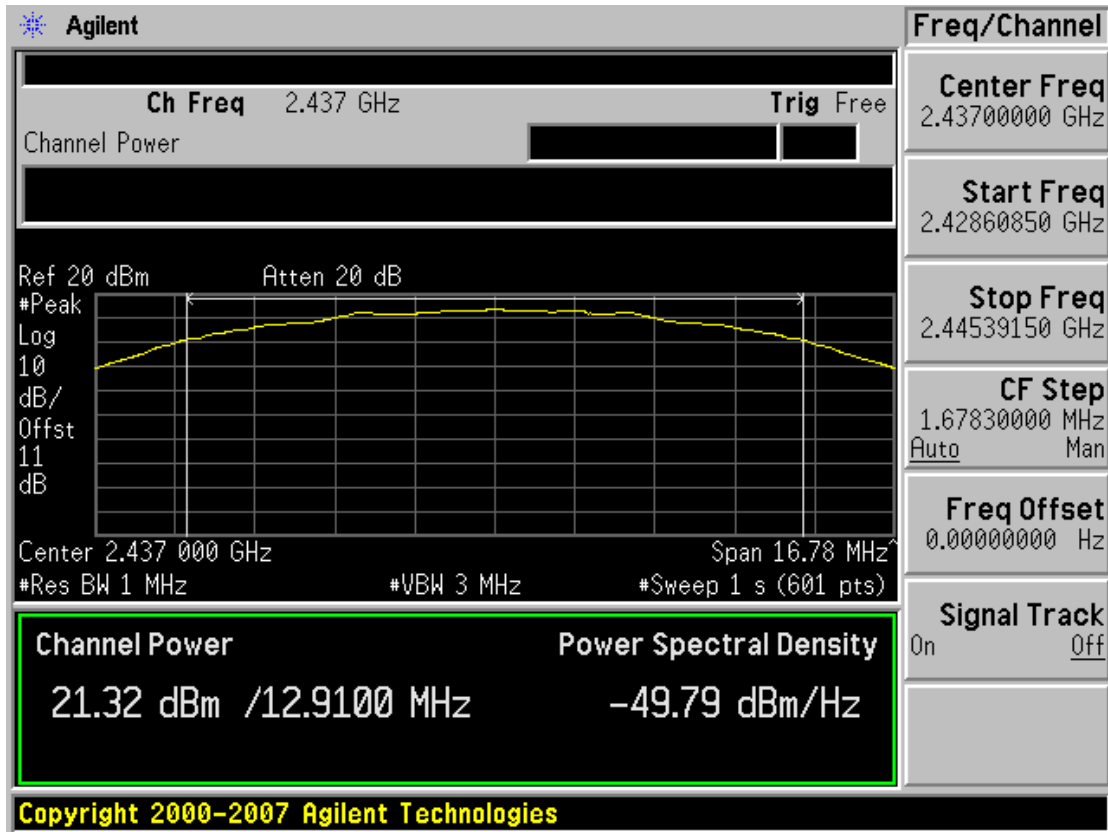 Agilent
Freq/Channel
Ch Freq 2.437 GHz Trig Free
Channel Power
Center Freq
2.43700000 GHz
Start Freq
2.42860850 GHz
Stop Freq
2.44539150 GHz
CF Step
1.67830000 MHz
Auto Man
Freq Offset
0.00000000 Hz
Signal Track
On Off
Ref 20 dBm Atten 20 dB
#Peak
Log
10
dB/
Offst
11
dB
Center 2.437 000 GHz Span 16.78 MHz^
#Res BW 1 MHz #VBW 3 MHz #Sweep 1 s (601 pts)
Channel Power Power Spectral Density
21.32 dBm /12.9100 MHz -49.79 dBm/Hz
Copyright 2000-2007 Agilent Technologies